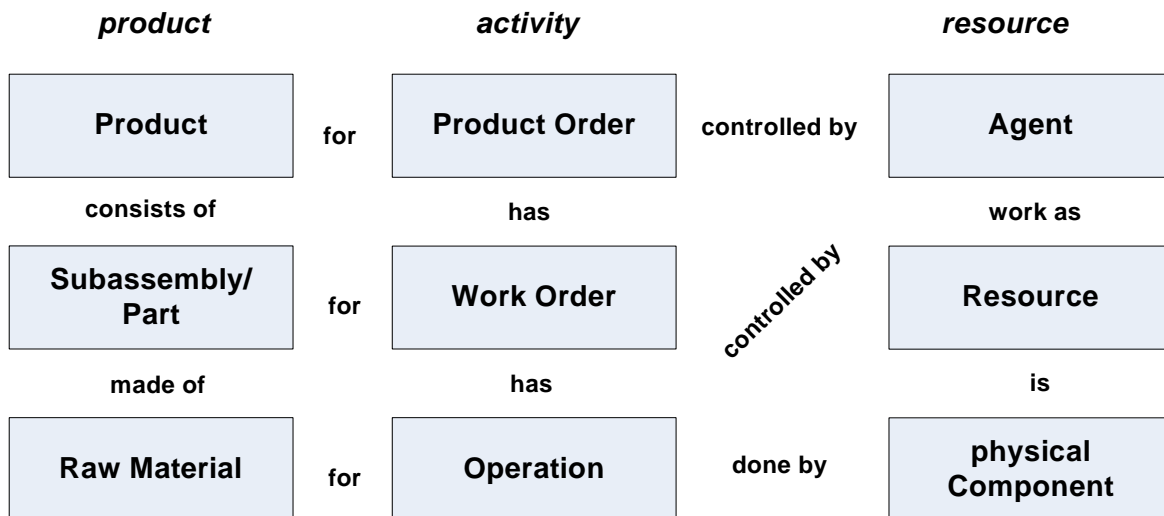 product
activity
resource
Product
for
Product Order
controlled by
Agent
consists of
has
work as
Subassembly/
Part
for
Work Order
controlled by
Resource
made of
has
is
Raw Material
for
Operation
done by
physical
Component